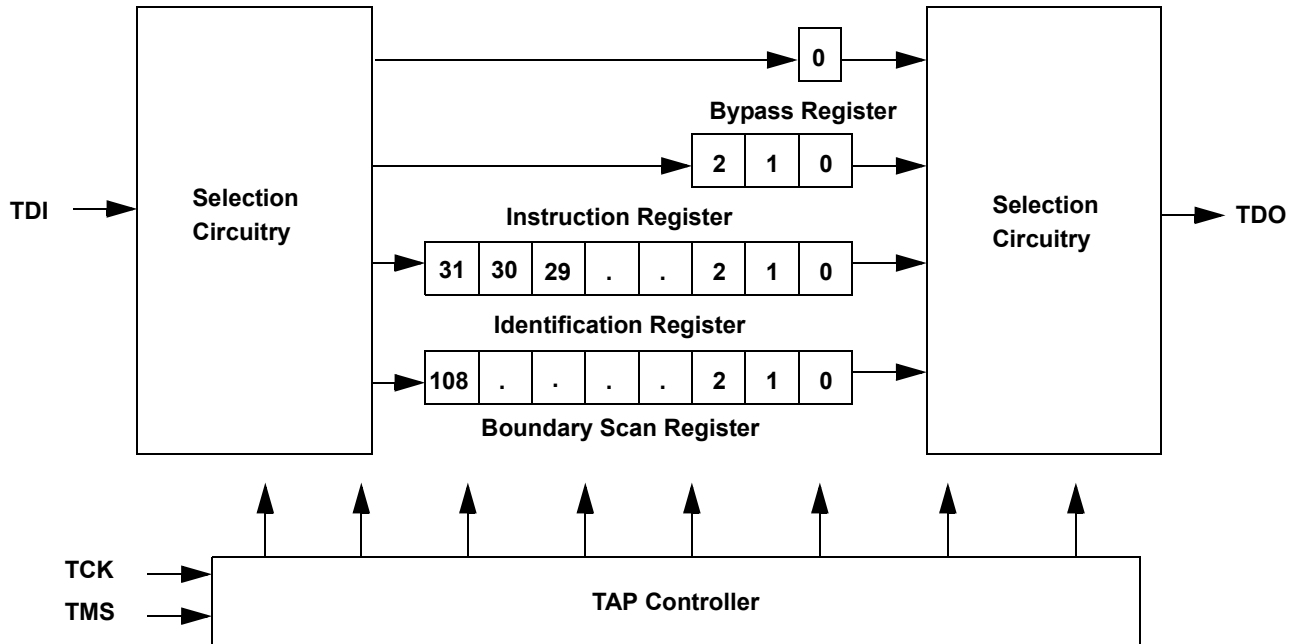 0
Bypass Register
2 1 0
Selection
Circuitry
Selection
Circuitry
TDI
TDO
Instruction Register
31 30 29 . . 2 1 0
Identification Register
108 . . . . 2 1 0
Boundary Scan Register
TCK
TMS
TAP Controller